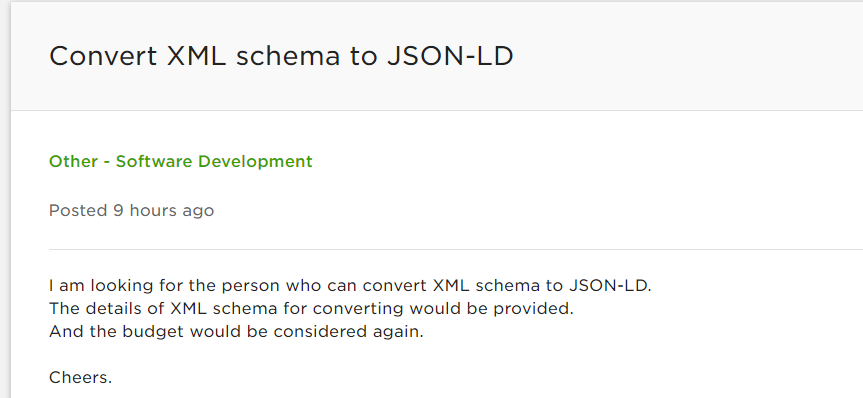 Convert XML schema to JSON-LD
Other - Software Development
Posted 9 hours ago
I am looking for the person who can convert XML schema to JSON-LD.
The details of XML schema for converting would be provided.
And the budget would be considered again.
Cheers.